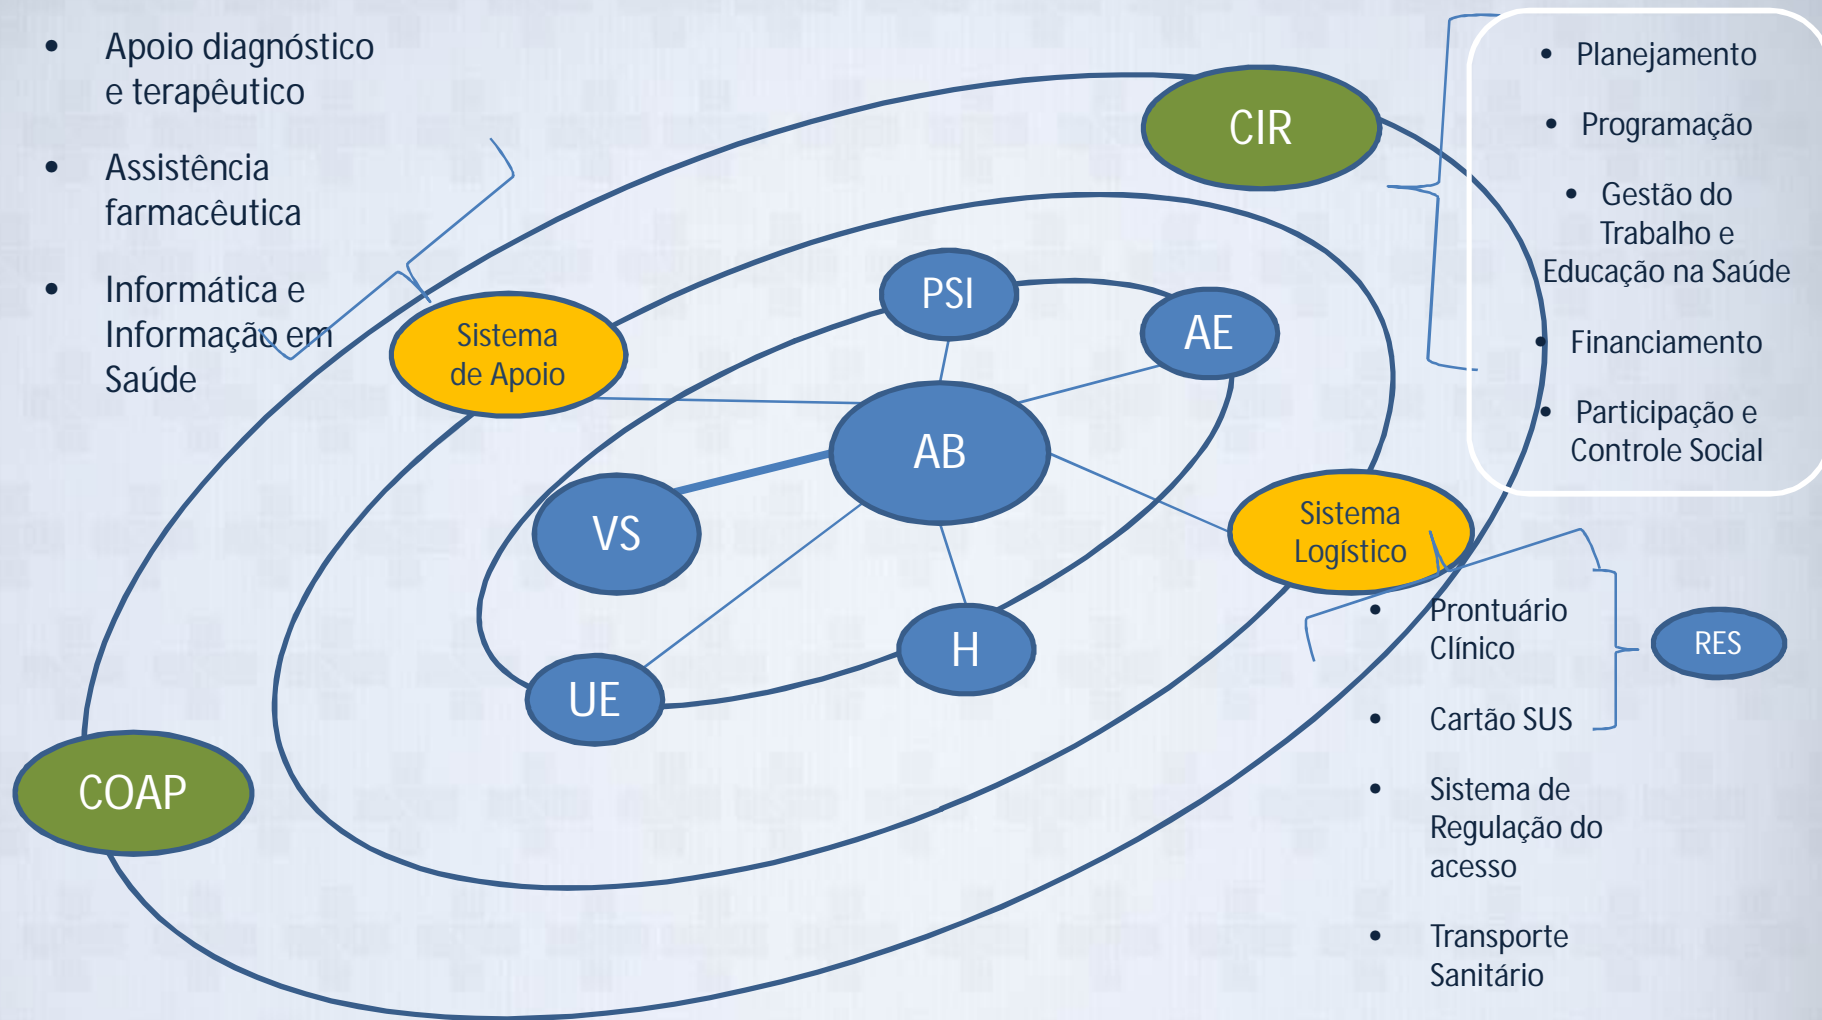 • Apoio diagnóstico
e terapêutico
• Assistência
farmacêutica
• Informática e
Informação em
Saúde
CIR
• Planejamento
• Programação
• Gestão do
Trabalho e
Educação na Saúde
• Financiamento
• Participação e
Controle Social
Sistema
de Apoio
PSI
AE
AB
VS
UE
H
Sistema
Logístico
COAP
• Prontuário
Clínico
• Cartão SUS
• Sistema de
Regulação do
acesso
• Transporte
Sanitário
RES